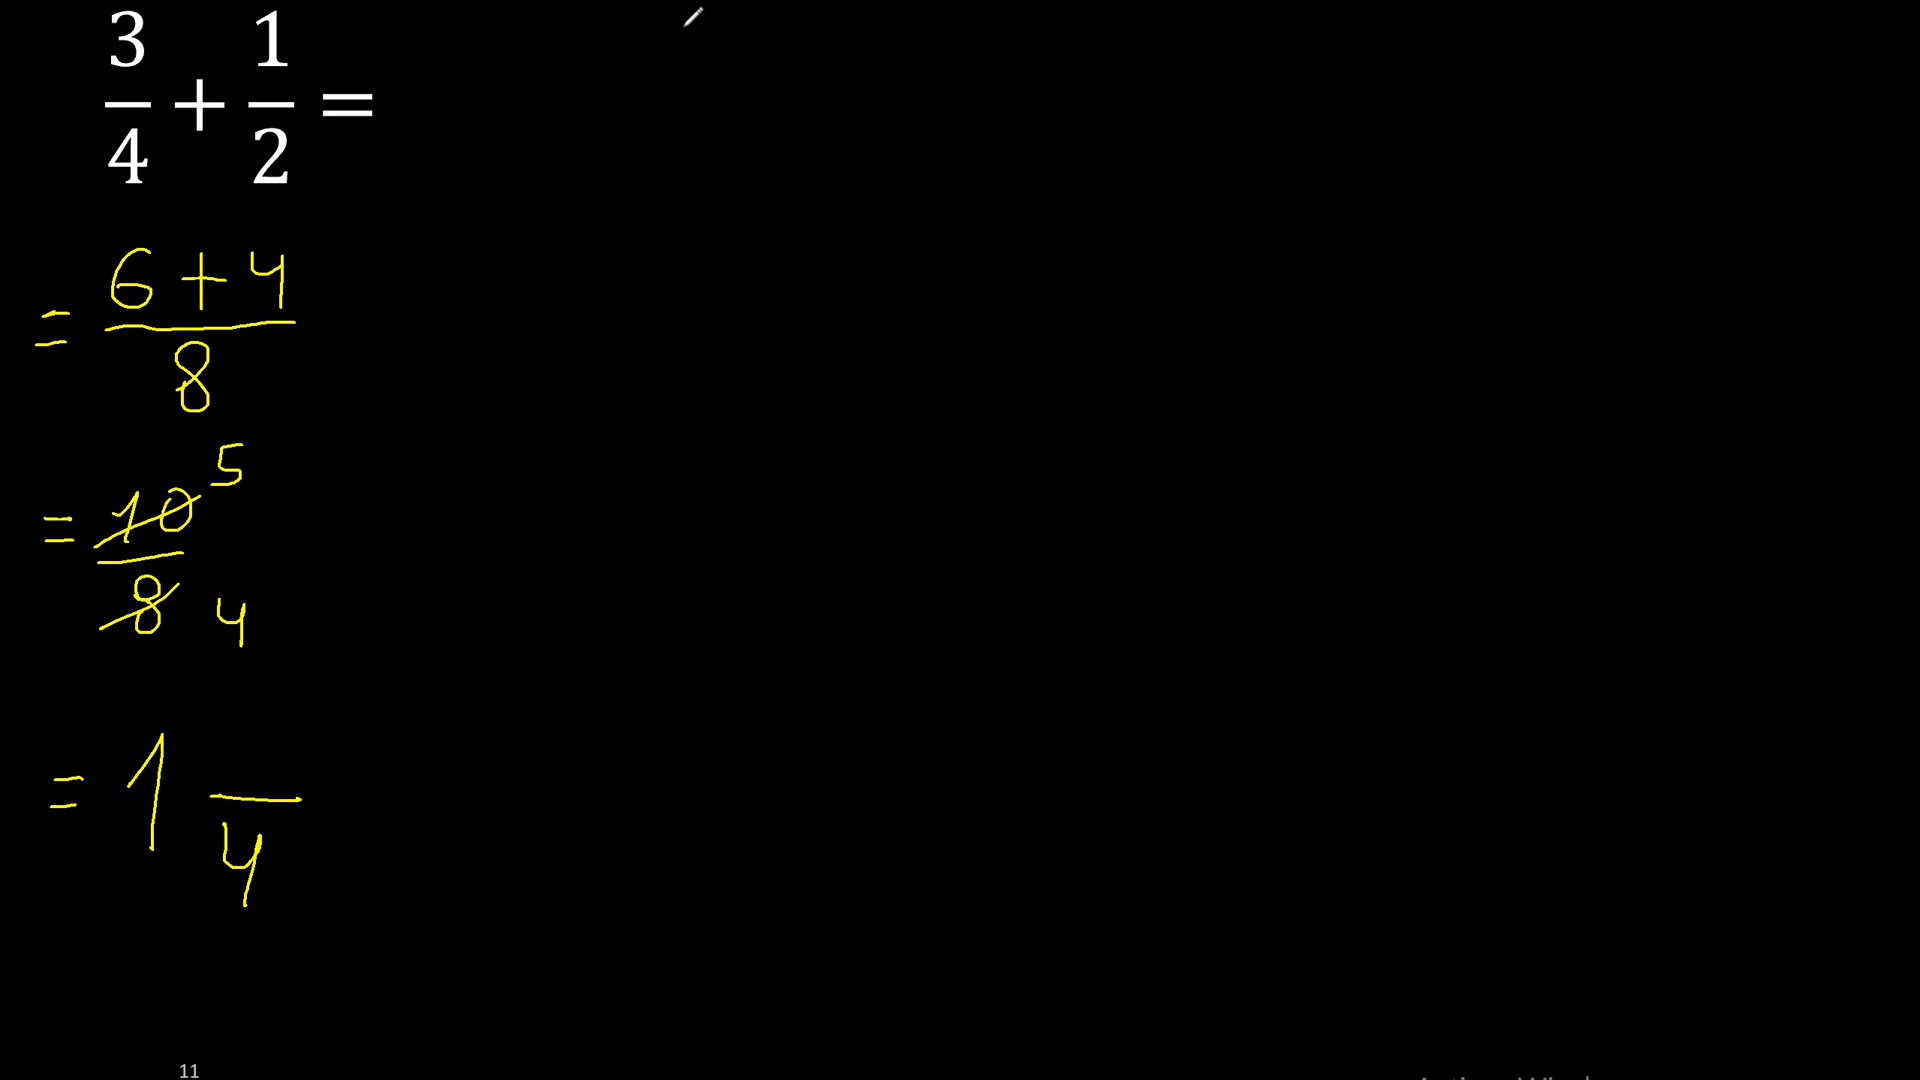 3/4 + 1/2 =
= (6 + 4)/8
= 10/8 5 4
= 1 /4
11